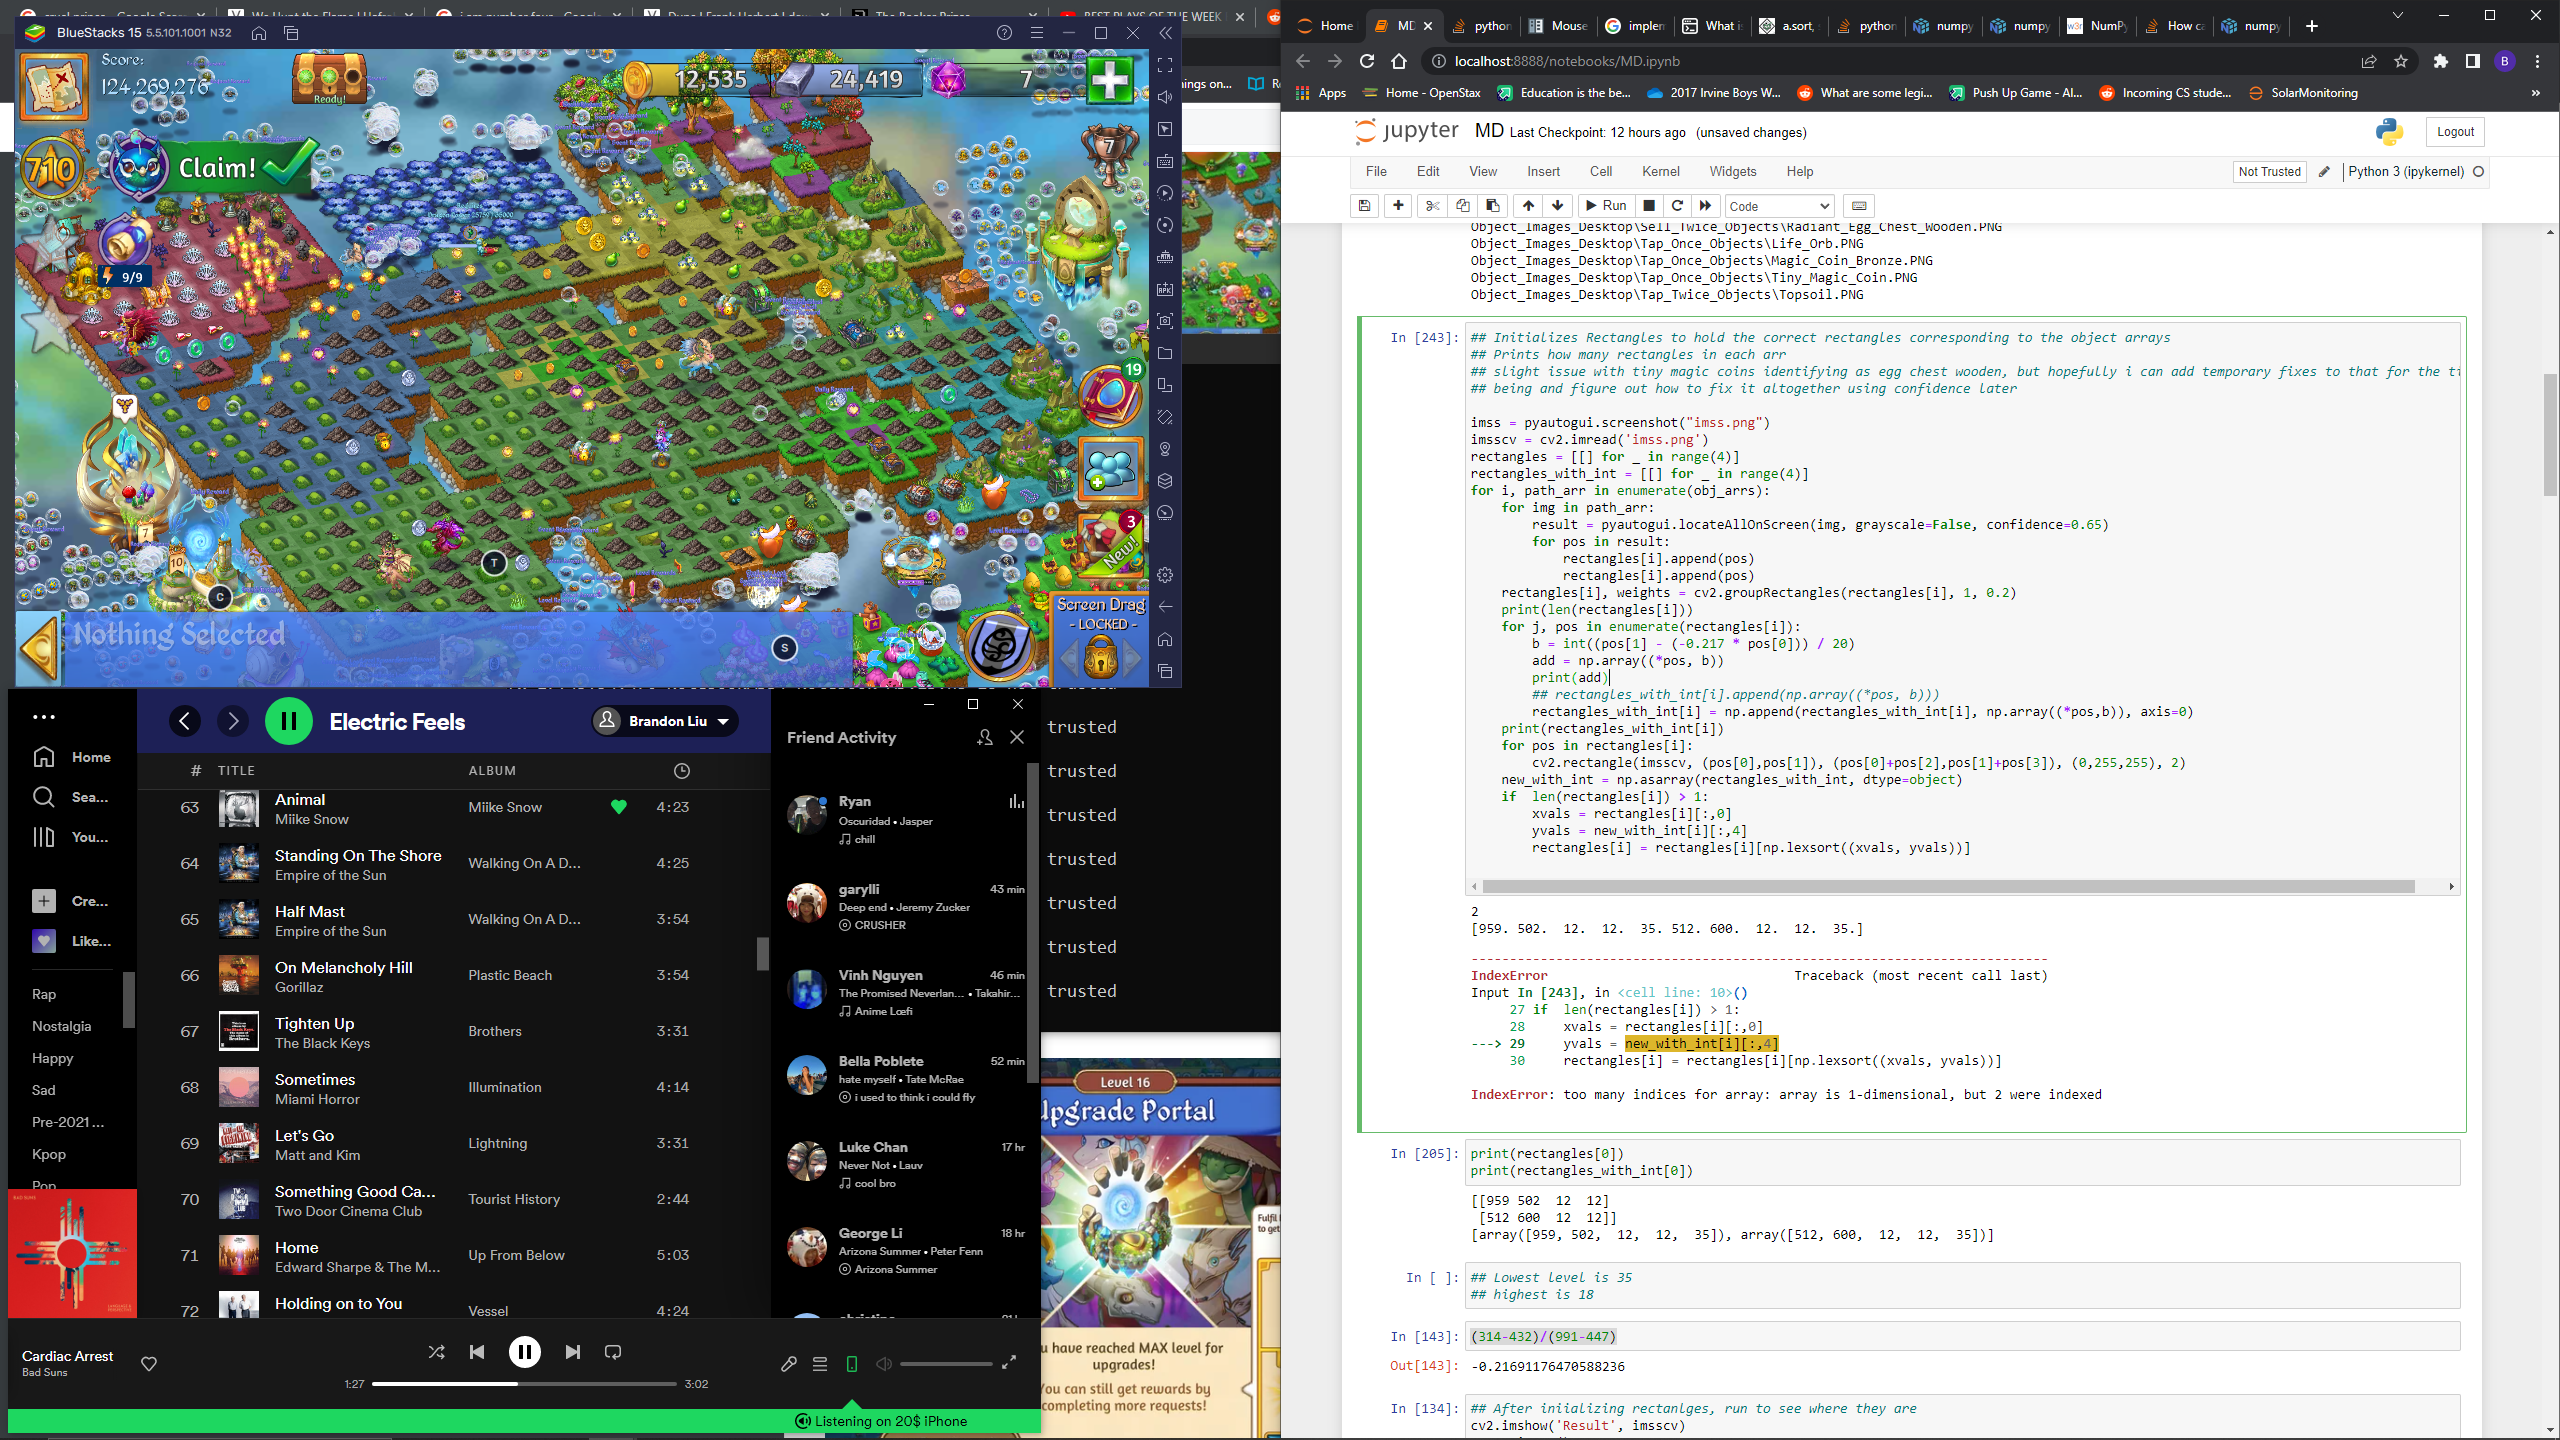 BlueStacks 15 5.5.101.1001 N32
Score:
124,269,276
Ready!
12,535
24,419
7
710
Claim!
7
9/9
19
3
New!
7
10
T
C
S
Nothing Selected
Screen Drag
- LOCKED -
Electric Feels
Brandon Liu
Home
Sea...
You...
Cre...
Like...
Rap
Nostalgia
Happy
Sad
Pre-2021 ...
Kpop
Pop
# TITLE ALBUM
63 Animal Miike Snow 4:23
Miike Snow
64 Standing On The Shore Walking On A D... 4:25
Empire of the Sun
65 Half Mast Walking On A D... 3:54
Empire of the Sun
66 On Melancholy Hill Plastic Beach 3:54
Gorillaz
67 Tighten Up Brothers 3:31
The Black Keys
68 Sometimes Illumination 4:14
Miami Horror
69 Let's Go Lightning 3:31
Matt and Kim
70 Something Good Ca... Tourist History 2:44
Two Door Cinema Club
71 Home Up From Below 5:03
Edward Sharpe & The M...
72 Holding on to You Vessel 4:24
Friend Activity
Ryan
Oscuridad • Jasper
chill
garylli 43 min
Deep end • Jeremy Zucker
CRUSHER
Vinh Nguyen 46 min
The Promised Neverlan... • Takahir...
Anime Lœfi
Bella Poblete 52 min
hate myself • Tate McRae
i used to think i could fly
Luke Chan 17 hr
Never Not • Lauv
cool bro
George Li 18 hr
Arizona Summer • Peter Fenn
Arizona Summer
Cardiac Arrest
Bad Suns
1:27
3:02
Listening on 20$ iPhone
trusted
trusted
trusted
trusted
trusted
trusted
trusted
Level 16
Upgrade Portal
u have reached MAX level for
upgrades!
You can still get rewards by
completing more requests!
Home MD python Mouse implem What is a.sort, python numpy numpy NumPy How ca numpy
localhost:8888/notebooks/MD.ipynb
Apps Home - OpenStax Education is the be... 2017 Irvine Boys W... What are some legi... Push Up Game - Al... Incoming CS stude... SolarMonitoring
jupyter MD Last Checkpoint: 12 hours ago (unsaved changes)
Logout
File Edit View Insert Cell Kernel Widgets Help
Not Trusted
Python 3 (ipykernel)
Run
Code
Object_Images_Desktop\Sell_Twice_Objects\Radiant_Egg_Chest_Wooden.PNG
Object_Images_Desktop\Tap_Once_Objects\Life_Orb.PNG
Object_Images_Desktop\Tap_Once_Objects\Magic_Coin_Bronze.PNG
Object_Images_Desktop\Tap_Once_Objects\Tiny_Magic_Coin.PNG
Object_Images_Desktop\Tap_Twice_Objects\Topsoil.PNG
In [243]:
## Initializes Rectangles to hold the correct rectangles corresponding to the object arrays
## Prints how many rectangles in each arr
## slight issue with tiny magic coins identifying as egg chest wooden, but hopefully i can add temporary fixes to that for the ti
## being and figure out how to fix it altogether using confidence later
imss = pyautogui.screenshot("imss.png")
imsscv = cv2.imread('imss.png')
rectangles = [[] for _ in range(4)]
rectangles_with_int = [[] for _ in range(4)]
for i, path_arr in enumerate(obj_arrs):
for img in path_arr:
result = pyautogui.locateAllOnScreen(img, grayscale=False, confidence=0.65)
for pos in result:
rectangles[i].append(pos)
rectangles[i].append(pos)
rectangles[i], weights = cv2.groupRectangles(rectangles[i], 1, 0.2)
print(len(rectangles[i]))
for j, pos in enumerate(rectangles[i]):
b = int((pos[1] - (-0.217 * pos[0])) / 20)
add = np.array((*pos, b))
print(add)
## rectangles_with_int[i].append(np.array((*pos, b)))
rectangles_with_int[i] = np.append(rectangles_with_int[i], np.array((*pos,b)), axis=0)
print(rectangles_with_int[i])
for pos in rectangles[i]:
cv2.rectangle(imsscv, (pos[0],pos[1]), (pos[0]+pos[2],pos[1]+pos[3]), (0,255,255), 2)
new_with_int = np.asarray(rectangles_with_int, dtype=object)
if  len(rectangles[i]) > 1:
xvals = rectangles[i][:,0]
yvals = new_with_int[i][:,4]
rectangles[i] = rectangles[i][np.lexsort((xvals, yvals))]
2
[959. 502.  12.  12.  35. 512. 600.  12.  12.  35.]
---------------------------------------------------------------------------
IndexError Traceback (most recent call last)
Input In [243], in <cell line: 10>()
27 if  len(rectangles[i]) > 1:
28 xvals = rectangles[i][:,0]
---> 29 yvals = new_with_int[i][:,4]
30 rectangles[i] = rectangles[i][np.lexsort((xvals, yvals))]
IndexError: too many indices for array: array is 1-dimensional, but 2 were indexed
In [205]: print(rectangles[0])
print(rectangles_with_int[0])
[[959 502  12  12]
[512 600  12  12]]
[array([959, 502,  12,  12,  35]), array([512, 600,  12,  12,  35])]
In [ ]: ## Lowest level is 35
## highest is 18
In [143]: (314-432)/(991-447)
Out[143]: -0.21691176470588236
In [134]: ## After iniializing rectanlges, run to see where they are
cv2.imshow('Result', imsscv)